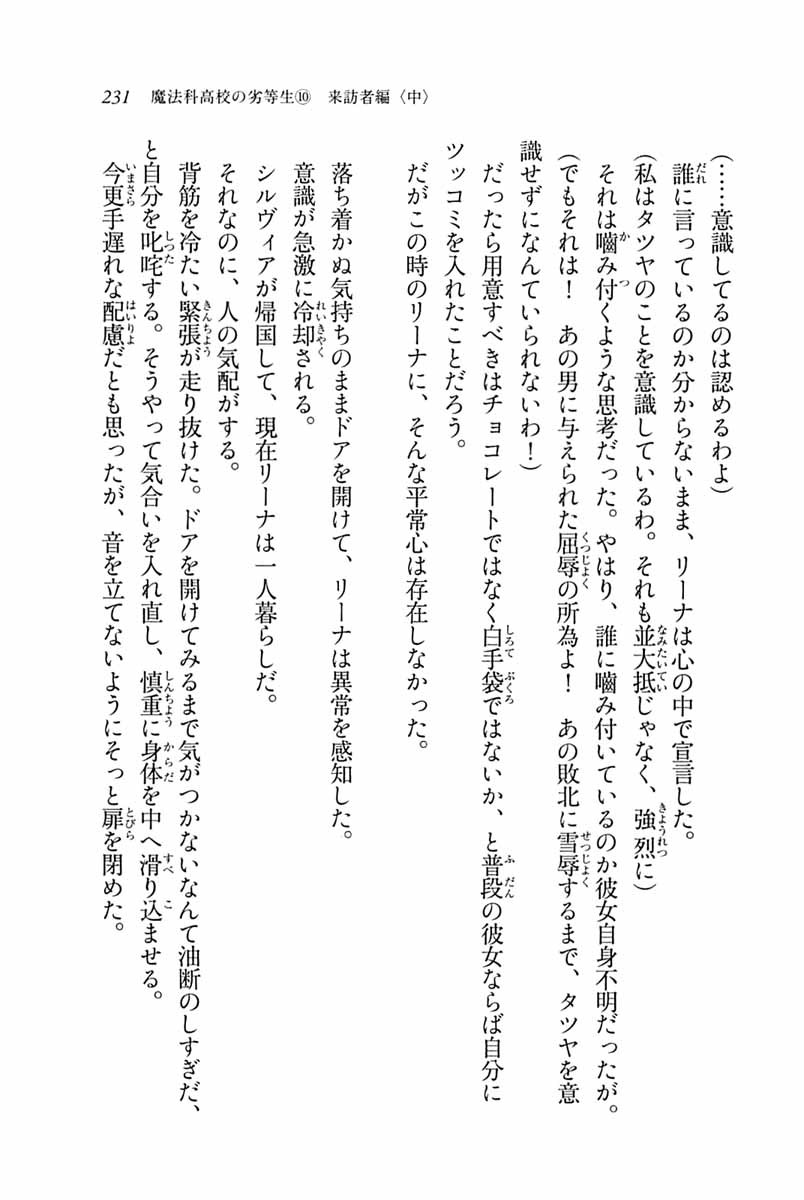 231　魔法科高校の劣等生⑩　来訪者編〈中〉
（……意識してるのは認めるわよ）
誰に言っているのか分からないまま、リーナは心の中で宣言した。
（私はタツヤのことを意識しているわ。それも並大抵じゃなく、強烈に）
それは嚙み付くような思考だった。やはり、誰に嚙み付いているのか彼女自身不明だったが。
（でもそれは！　あの男に与えられた屈辱の所為よ！　あの敗北に雪辱するまで、タツヤを意
識せずになんていられないわ！）
だったら用意すべきはチョコレートではなく白手袋ではないか、と普段の彼女ならば自分に
ツッコミを入れたことだろう。
だがこの時のリーナに、そんな平常心は存在しなかった。
落ち着かぬ気持ちのままドアを開けて、リーナは異常を感知した。
意識が急激に冷却される。
シルヴィアが帰国して、現在リーナは一人暮らしだ。
それなのに、人の気配がする。
背筋を冷たい緊張が走り抜けた。ドアを開けてみるまで気がつかないなんて油断のしすぎだ、
と自分を叱咤する。そうやって気合いを入れ直し、慎重に身体を中へ滑り込ませる。
今更手遅れな配慮だとも思ったが、音を立てないようにそっと扉を閉めた。